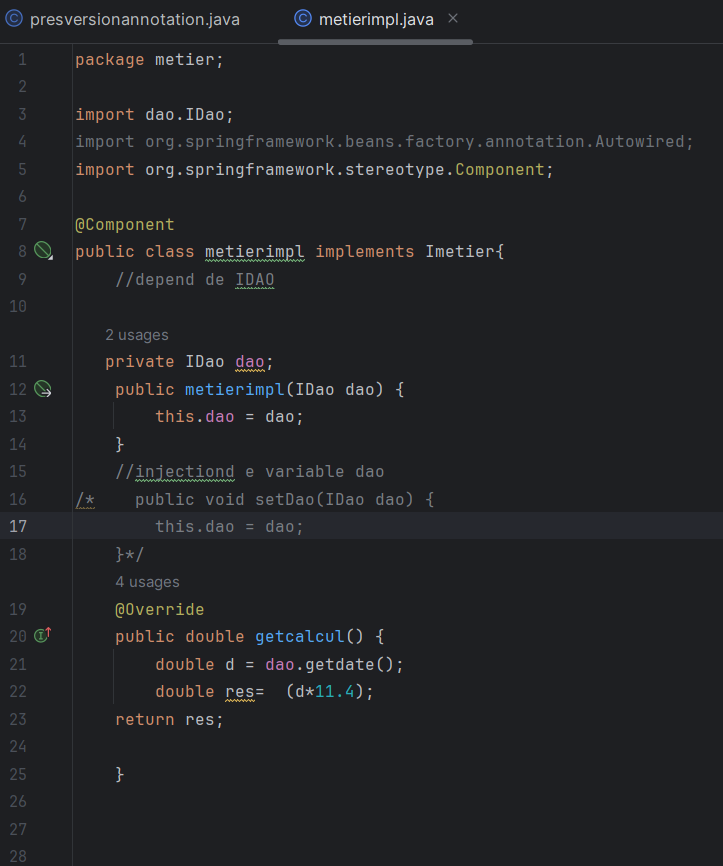 presversionannotation.java metierimpl.java
1 package metier;
2
3 import dao.IDao;
4 import org.springframework.beans.factory.annotation.Autowired;
5 import org.springframework.stereotype.Component;
6
7 @Component
8 public class metierimpl implements Imetier{
9 //depend de IDAO
10
2 usages
11 private IDao dao;
12 public metierimpl(IDao dao) {
13 this.dao = dao;
14 }
15 //injectiond e variable dao
16 /* public void setDao(IDao dao) {
17 this.dao = dao;
18 }*/
4 usages
19 @Override
20 public double getcalcul() {
21 double d = dao.getdate();
22 double res= (d*11.4);
23 return res;
24
25 }
26
27
28